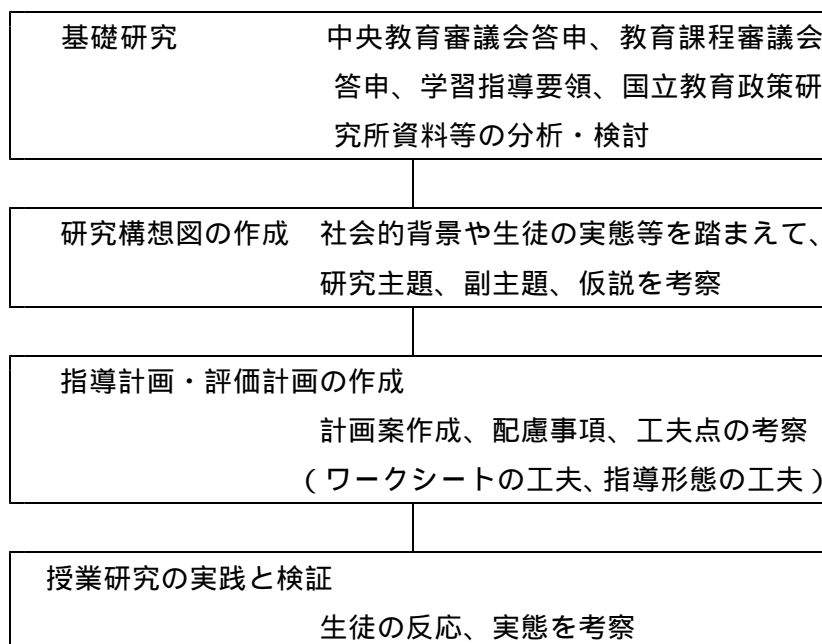 基礎研究 中央教育審議会答申、教育課程審議会
答申、学習指導要領、国立教育政策研
究所資料等の分析・検討
研究構想図の作成 社会的背景や生徒の実態等を踏まえて、
研究主題、副主題、仮説を考察
指導計画・評価計画の作成
計画案作成、配慮事項、工夫点の考察
(ワークシートの工夫、指導形態の工夫)
授業研究の実践と検証
生徒の反応、実態を考察